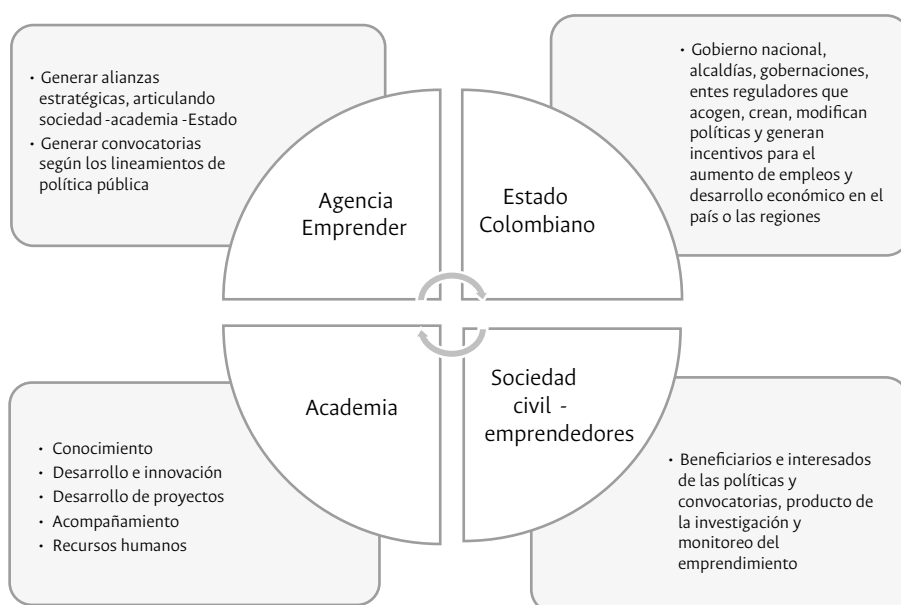 • Generar alianzas
estratégicas, articulando
sociedad -academia -Estado
• Generar convocatorias
según los lineamientos de
política pública
Agencia
Emprender
Estado
Colombiano
• Gobierno nacional,
alcaldías, gobernaciones,
entes reguladores que
acogen, crean, modifican
políticas y generan
incentivos para el
aumento de empleos y
desarrollo económico en el
país o las regiones
Academia
• Conocimiento
• Desarrollo e innovación
• Desarrollo de proyectos
• Acompañamiento
• Recursos humanos
Sociedad
civil -
emprendedores
• Beneficiarios e interesados
de las políticas y
convocatorias, producto de
la investigación y
monitoreo del
emprendimiento